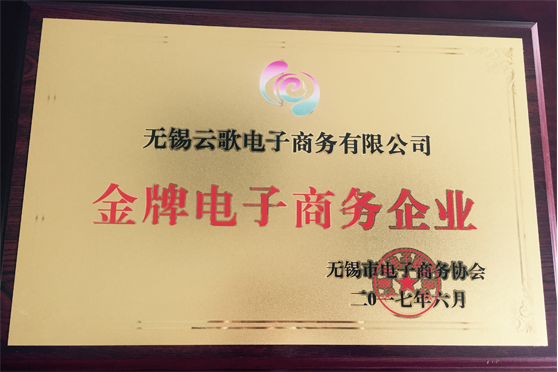 无锡云歌电子商务有限公司
金牌电子商务企业
无锡市电子商务协会
二〇一七年六月